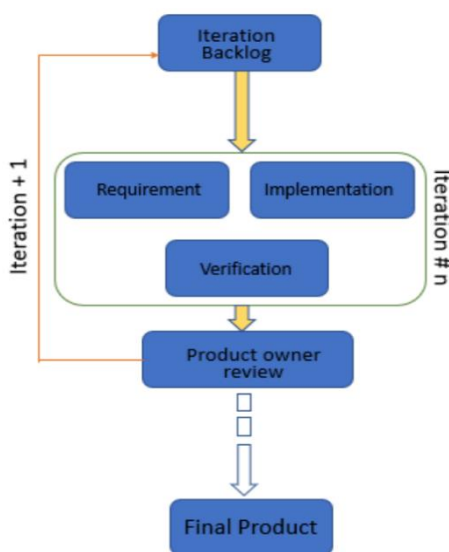 Iteration
Backlog
Iteration + 1
Requirement
Implementation
Iteration # n
Verification
Product owner
review
Final Product